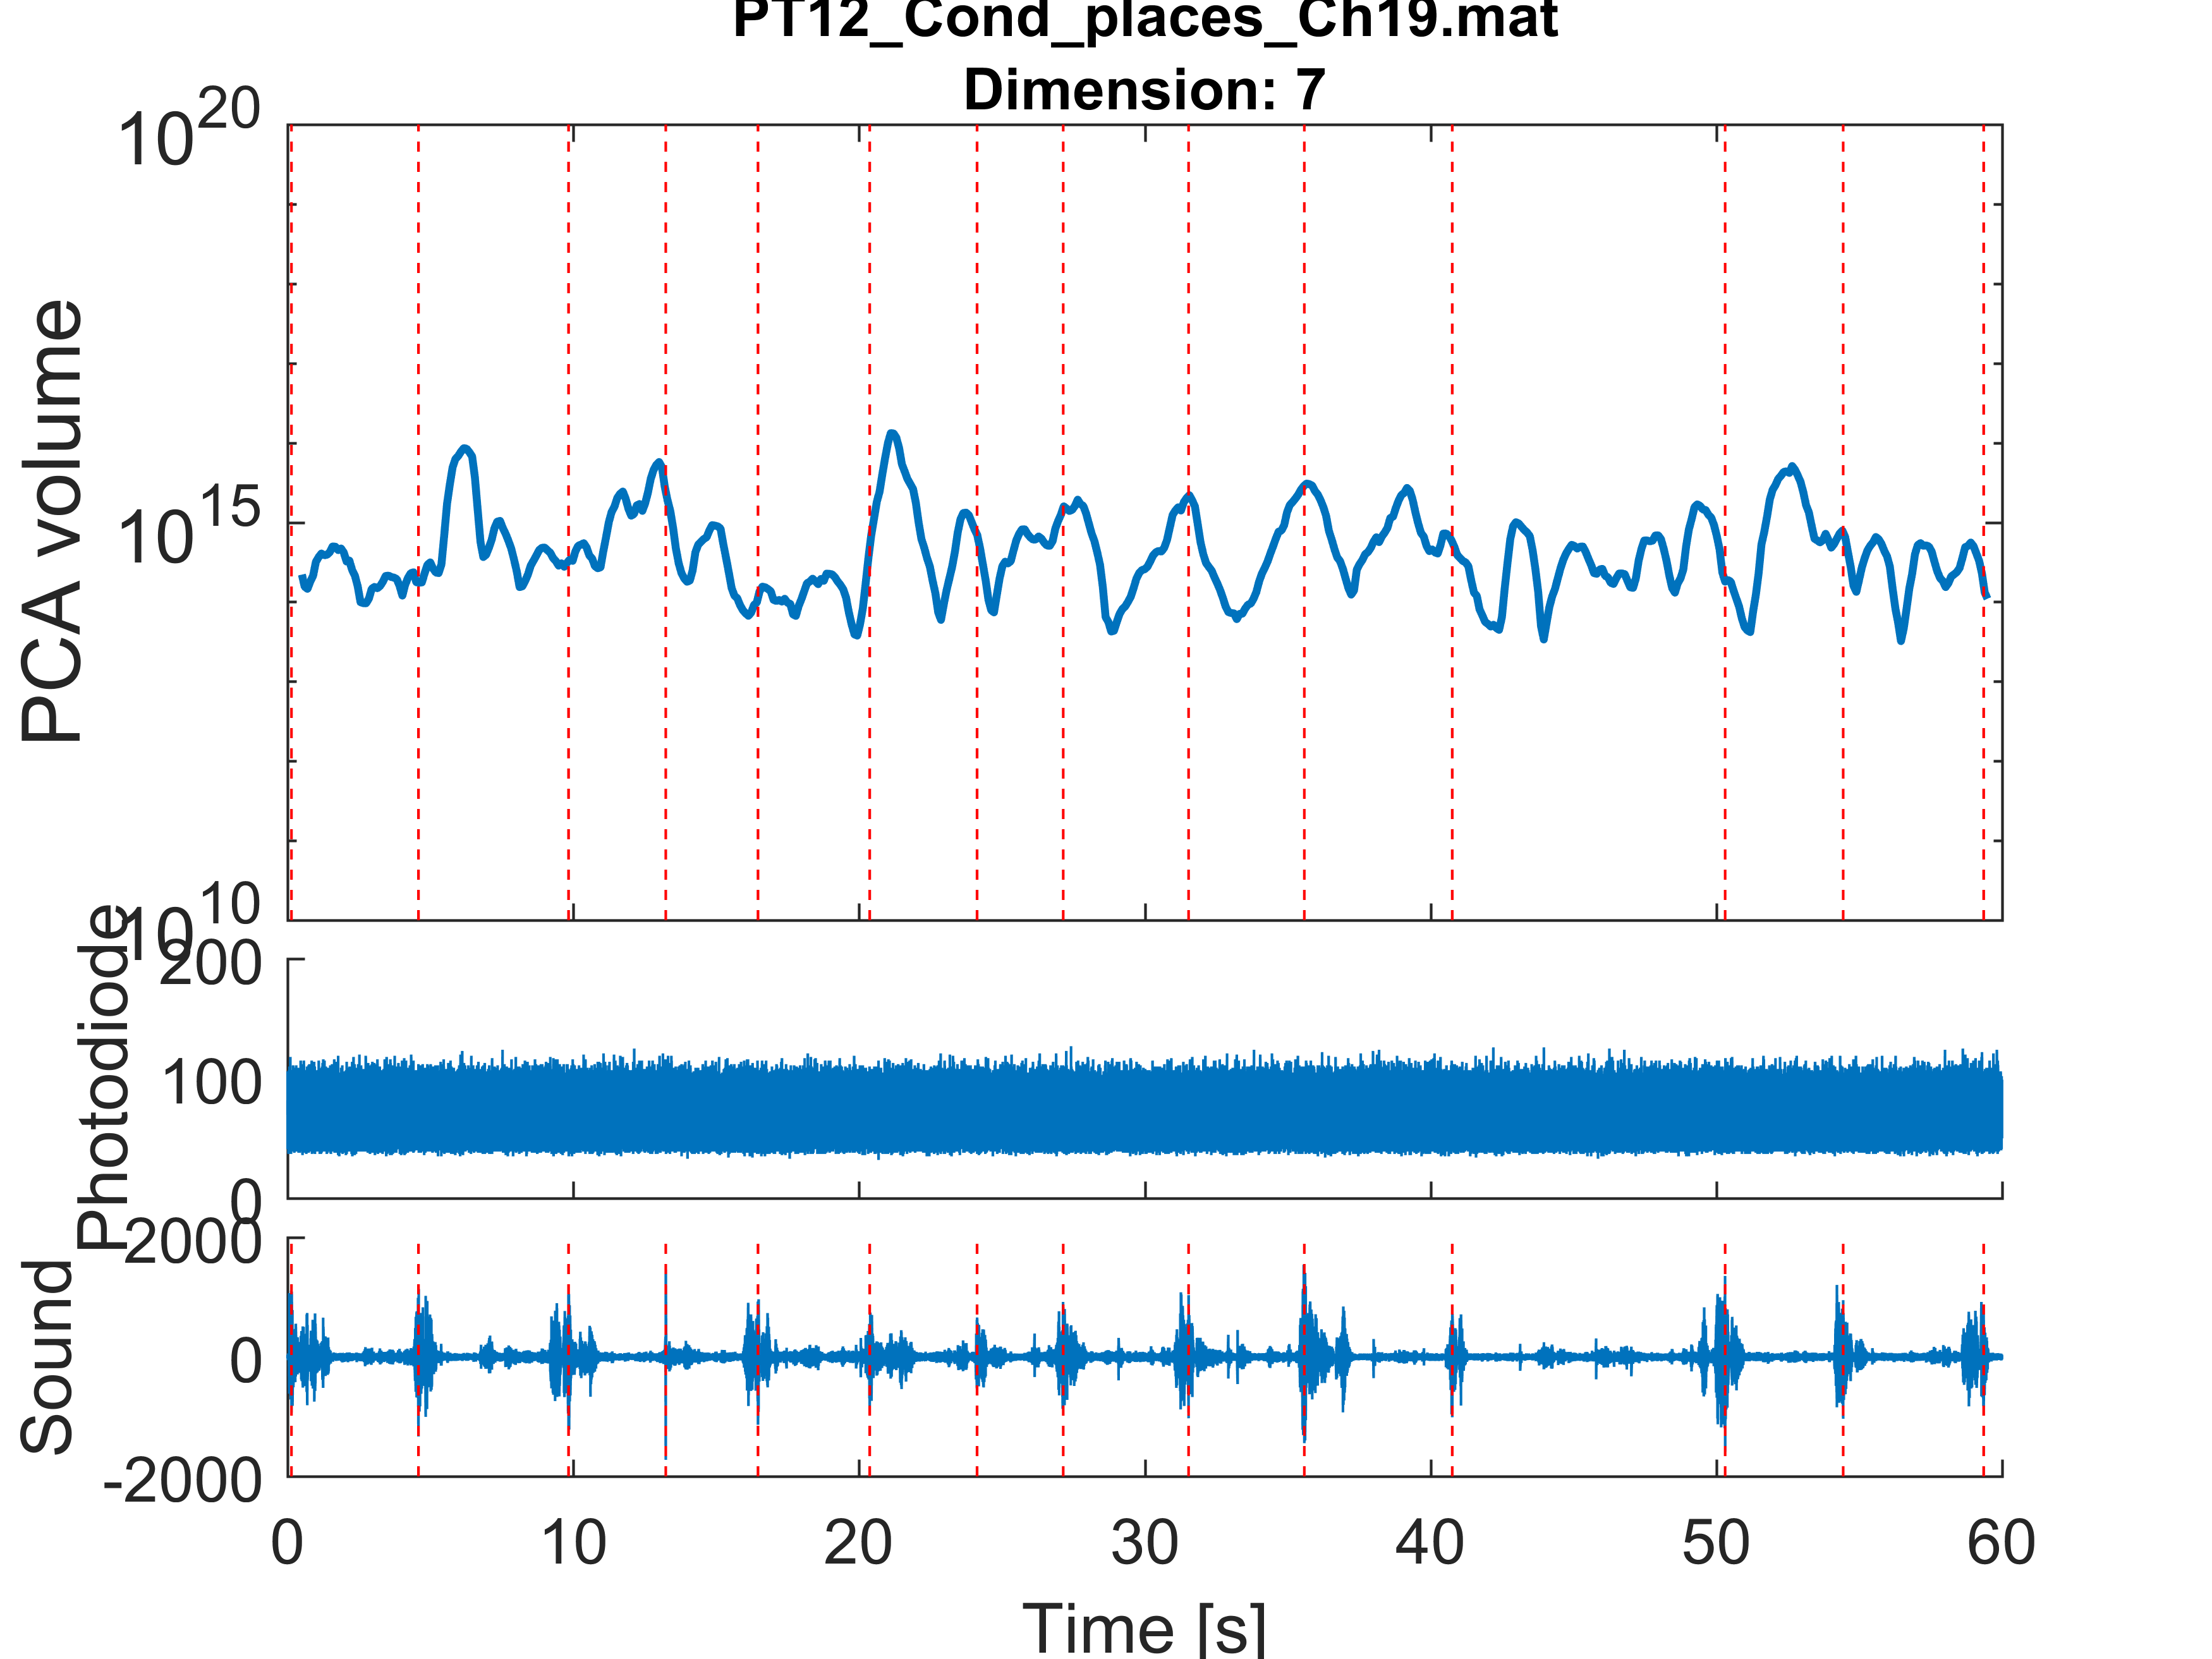 PT12_Cond_places_Ch19.mat
Dimension: 7
10^20
10^15
10^10
PCA volume
200
100
0
Photodiode
2000
0
-2000
Sound
0 10 20 30 40 50 60
Time [s]